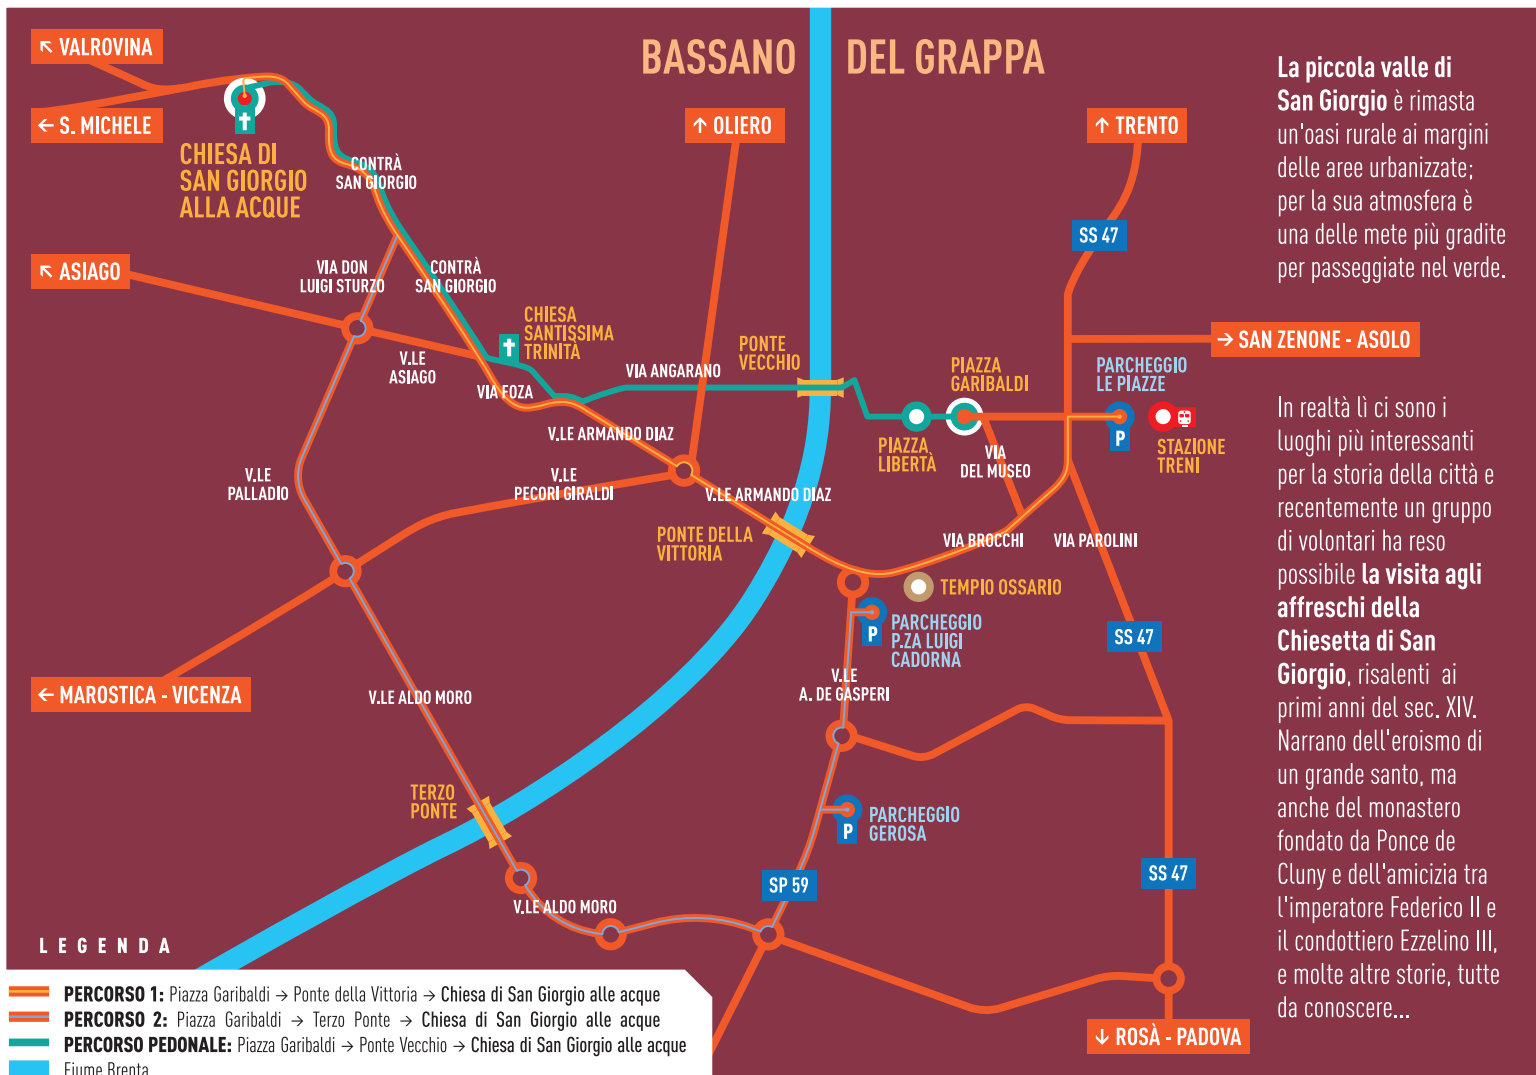 BASSANO DEL GRAPPA
↖ VALROVINA
← S. MICHELE
CHIESA DI
SAN GIORGIO
ALLA ACQUE
CONTRÀ
SAN GIORGIO
↑ OLIERO
↑ TRENTO
SS 47
↖ ASIAGO
VIA DON
LUIGI STURZO
CONTRÀ
SAN GIORGIO
CHIESA
SANTISSIMA
TRINITÀ
V.LE
ASIAGO
VIA FOZA
VIA ANGARANO
PONTE
VECCHIO
PIAZZA
GARIBALDI
→ SAN ZENONE - ASOLO
PARCHEGGIO
LE PIAZZE
P
STAZIONE
TRENI
PIAZZA
LIBERTÀ
VIA
DEL MUSEO
V.LE ARMANDO DIAZ
V.LE
PALLADIO
V.LE
PECORI GIRALDI
V.LE ARMANDO DIAZ
PONTE DELLA
VITTORIA
VIA BROCCHI
VIA PAROLINI
TEMPIO OSSARIO
P
PARCHEGGIO
P.ZA LUIGI
CADORNA
SS 47
← MAROSTICA - VICENZA
V.LE ALDO MORO
V.LE
A. DE GASPERI
TERZO
PONTE
P
PARCHEGGIO
GEROSA
SP 59
SS 47
V.LE ALDO MORO
↓ ROSÀ - PADOVA
La piccola valle di
San Giorgio è rimasta
un'oasi rurale ai margini
delle aree urbanizzate;
per la sua atmosfera è
una delle mete più gradite
per passeggiate nel verde.
In realtà lì ci sono i
luoghi più interessanti
per la storia della città e
recentemente un gruppo
di volontari ha reso
possibile la visita agli
affreschi della
Chiesetta di San
Giorgio, risalenti ai
primi anni del sec. XIV.
Narrano dell'eroismo di
un grande santo, ma
anche del monastero
fondato da Ponce de
Cluny e dell'amicizia tra
l'imperatore Federico II e
il condottiero Ezzelino III,
e molte altre storie, tutte
da conoscere...
LEGENDA
PERCORSO 1: Piazza Garibaldi → Ponte della Vittoria → Chiesa di San Giorgio alle acque
PERCORSO 2: Piazza Garibaldi → Terzo Ponte → Chiesa di San Giorgio alle acque
PERCORSO PEDONALE: Piazza Garibaldi → Ponte Vecchio → Chiesa di San Giorgio alle acque
Fiume Brenta